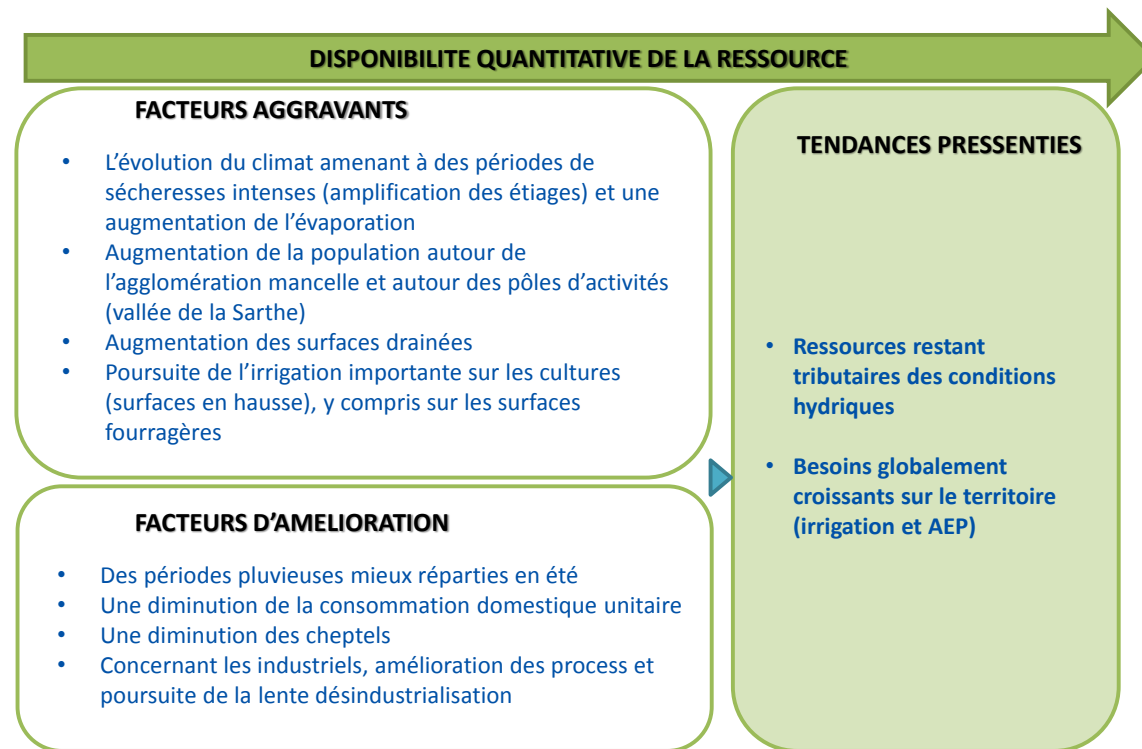 DISPONIBILITE QUANTITATIVE DE LA RESSOURCE
FACTEURS AGGRAVANTS
• L'évolution du climat amenant à des périodes de
sécheresses intenses (amplification des étiages) et une
augmentation de l'évaporation
• Augmentation de la population autour de
l'agglomération mancelle et autour des pôles d'activités
(vallée de la Sarthe)
• Augmentation des surfaces drainées
• Poursuite de l'irrigation importante sur les cultures
(surfaces en hausse), y compris sur les surfaces
fourragères
FACTEURS D'AMELIORATION
• Des périodes pluvieuses mieux réparties en été
• Une diminution de la consommation domestique unitaire
• Une diminution des cheptels
• Concernant les industriels, amélioration des process et
poursuite de la lente désindustrialisation
TENDANCES PRESSENTIES
• Ressources restant
tributaires des conditions
hydriques
• Besoins globalement
croissants sur le territoire
(irrigation et AEP)